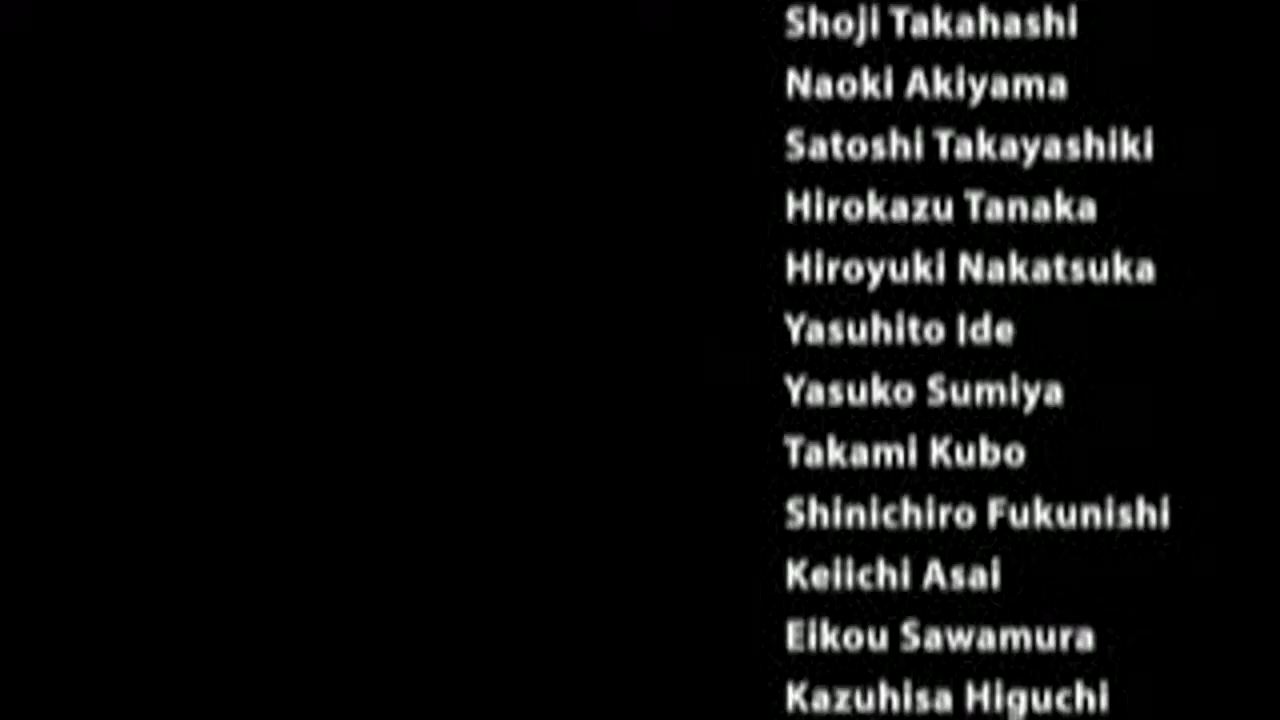 Shoji Takahashi
Naoki Akiyama
Satoshi Takayashiki
Hirokazu Tanaka
Hiroyuki Nakatsuka
Yasuhito Ide
Yasuko Sumiya
Takami Kubo
Shinichiro Fukunishi
Keiichi Asai
Eikou Sawamura
Kazuhisa Higuchi